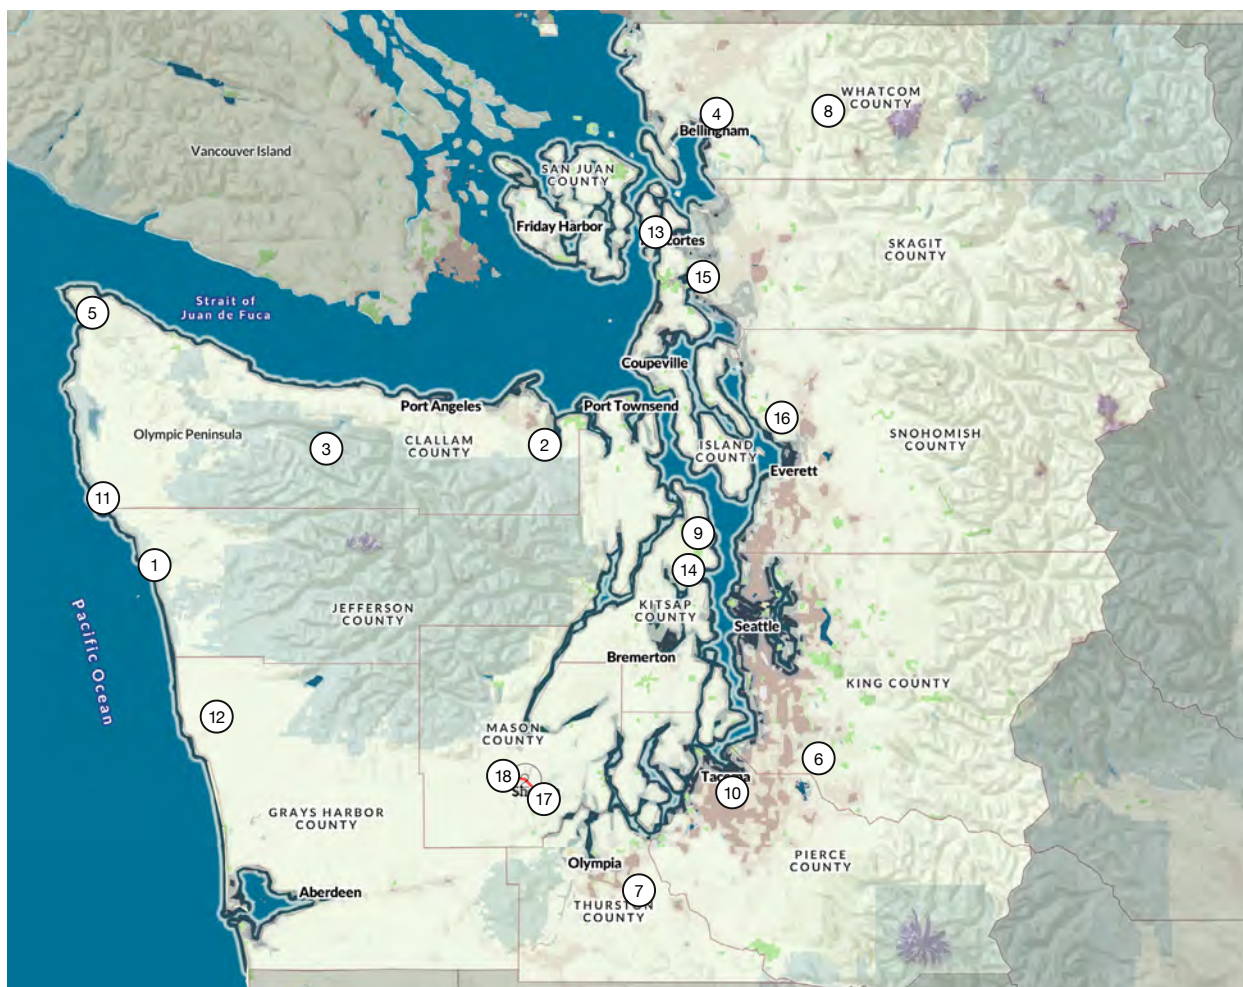 4
8
WHATCOM
COUNTY
Bellingham
Vancouver Island
SAN JUAN
COUNTY
Friday Harbor
13
cortes
SKAGIT
COUNTY
15
5
Strait of
Juan de Fuca
Coupeville
Port Angeles
Port Townsend
16
Olympic Peninsula
3
CLALLAM
COUNTY
2
ISLAND
COUNTY
SNOHOMISH
COUNTY
Everett
11
9
1
14
Pacific Ocean
JEFFERSON
COUNTY
KITSAP
COUNTY
Seattle
Bremerton
KING COUNTY
12
MASON
COUNTY
6
18
Sh
17
Tacoma
10
GRAYS HARBOR
COUNTY
PIERCE
COUNTY
Olympia
Aberdeen
7
THURSTON
COUNTY